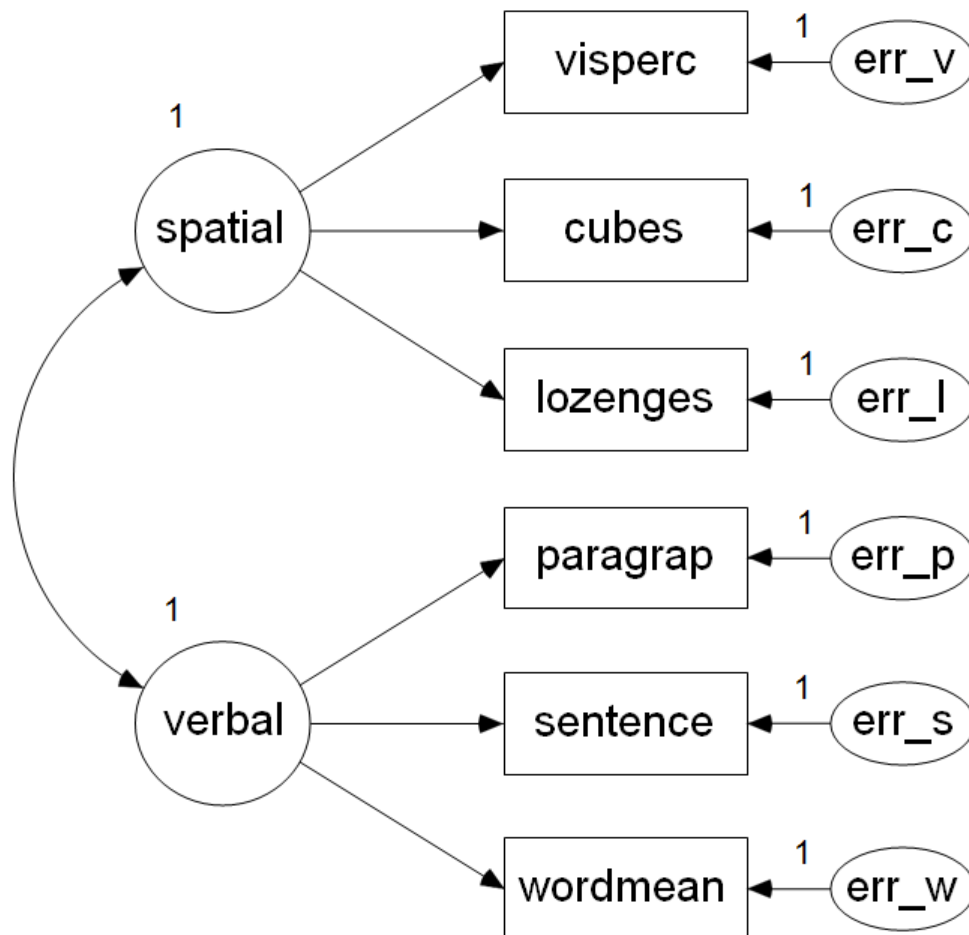 1
visperc
1
err_v
spatial
cubes
1
err_c
lozenges
1
err_l
1
verbal
paragrap
1
err_p
sentence
1
err_s
wordmean
1
err_w